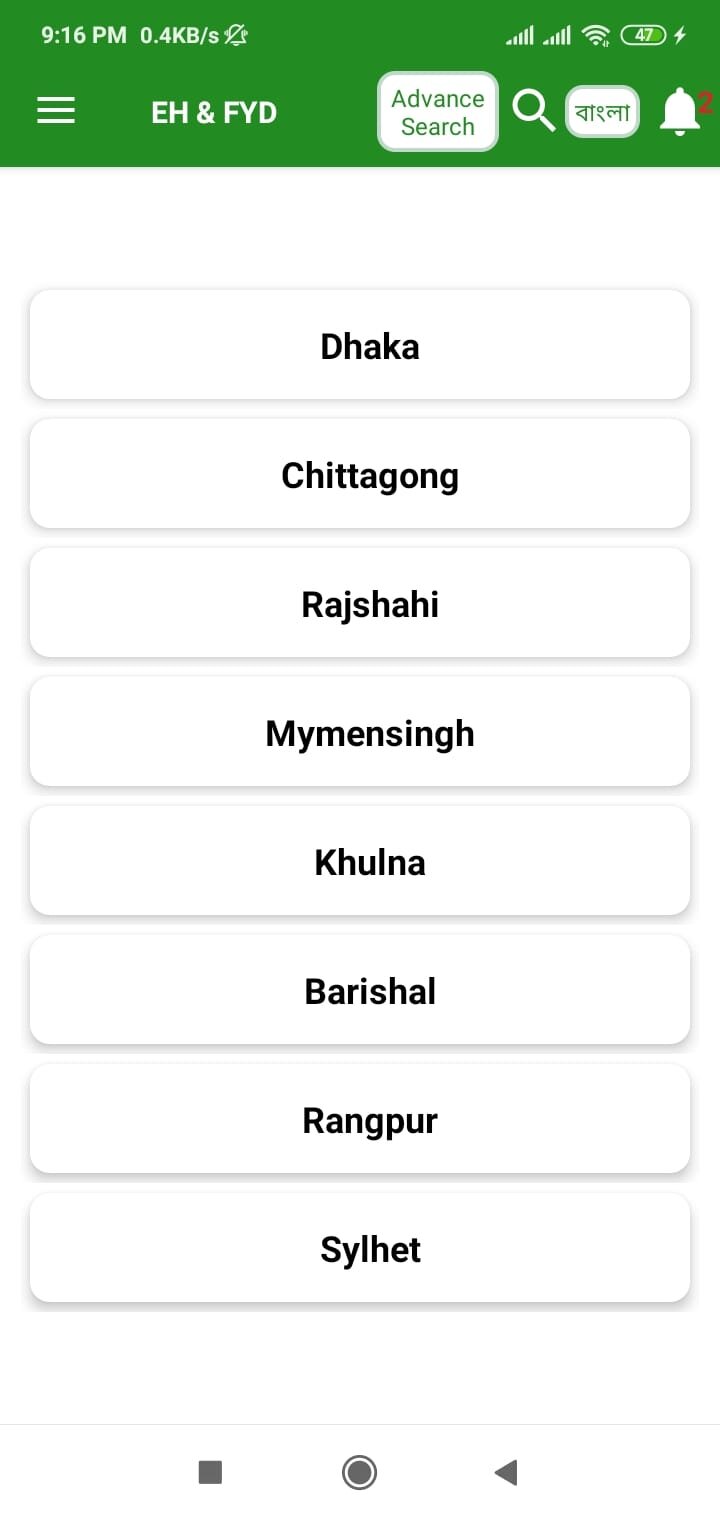 9:16 PM 0.4KB/s 47
EH & FYD
Advance
Search
বাংলা
2
Dhaka
Chittagong
Rajshahi
Mymensingh
Khulna
Barishal
Rangpur
Sylhet